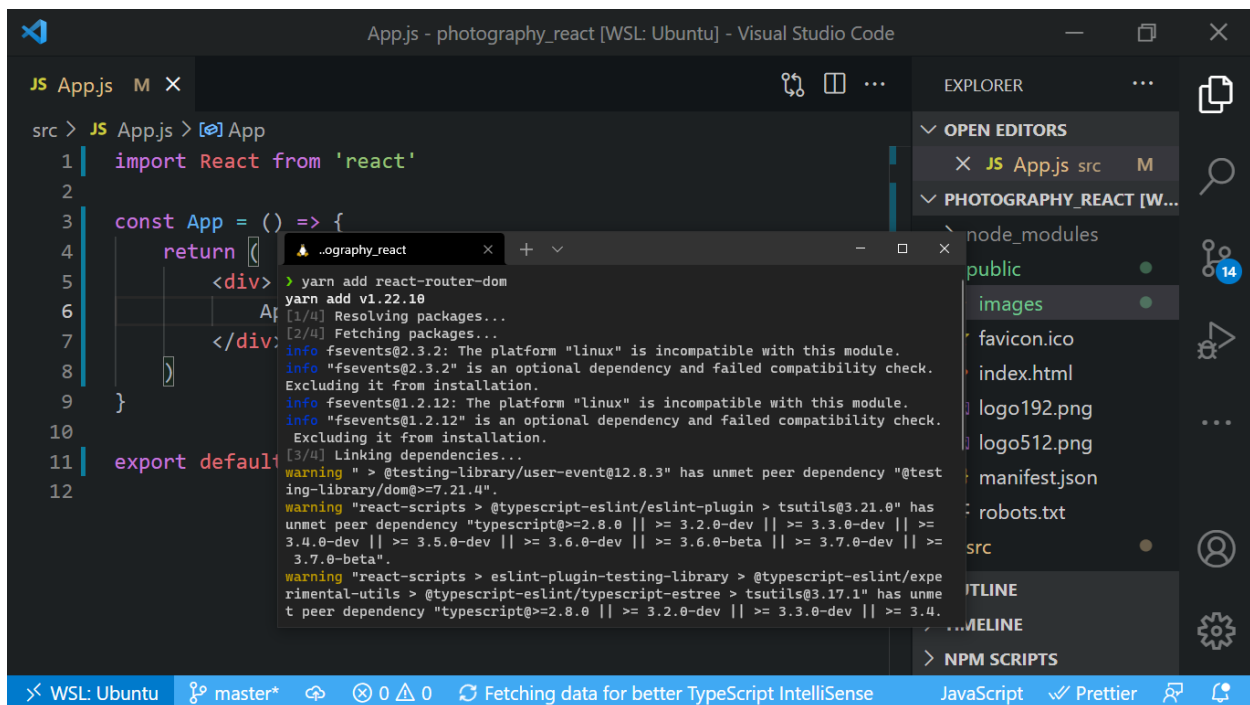 App.js - photography_react [WSL: Ubuntu] - Visual Studio Code
JS App.js M
src > JS App.js > App
1 import React from 'react'
2
3 const App = () => {
4 return (
5 <div>
6
7 </div>
8 )
9 }
10
11 export default
12
..ography_react
❯ yarn add react-router-dom
yarn add v1.22.10
[1/4] Resolving packages...
[2/4] Fetching packages...
info fsevents@2.3.2: The platform "linux" is incompatible with this module.
info "fsevents@2.3.2" is an optional dependency and failed compatibility check.
Excluding it from installation.
info fsevents@1.2.12: The platform "linux" is incompatible with this module.
info "fsevents@1.2.12" is an optional dependency and failed compatibility check.
Excluding it from installation.
[3/4] Linking dependencies...
warning " > @testing-library/user-event@12.8.3" has unmet peer dependency "@test
ing-library/dom@>=7.21.4".
warning "react-scripts > @typescript-eslint/eslint-plugin > tsutils@3.21.0" has
unmet peer dependency "typescript@>=2.8.0 || >= 3.2.0-dev || >= 3.3.0-dev || >=
3.4.0-dev || >= 3.5.0-dev || >= 3.6.0-dev || >= 3.6.0-beta || >= 3.7.0-dev || >=
3.7.0-beta".
warning "react-scripts > eslint-plugin-testing-library > @typescript-eslint/expe
rimental-utils > @typescript-eslint/typescript-estree > tsutils@3.17.1" has unme
t peer dependency "typescript@>=2.8.0 || >= 3.2.0-dev || >= 3.3.0-dev || >= 3.4.
EXPLORER
OPEN EDITORS
JS App.js src M
PHOTOGRAPHY_REACT [W...
node_modules
public
images
favicon.ico
index.html
logo192.png
logo512.png
manifest.json
robots.txt
src
TIMELINE
NPM SCRIPTS
14
WSL: Ubuntu master* 0 0 Fetching data for better TypeScript IntelliSense JavaScript Prettier